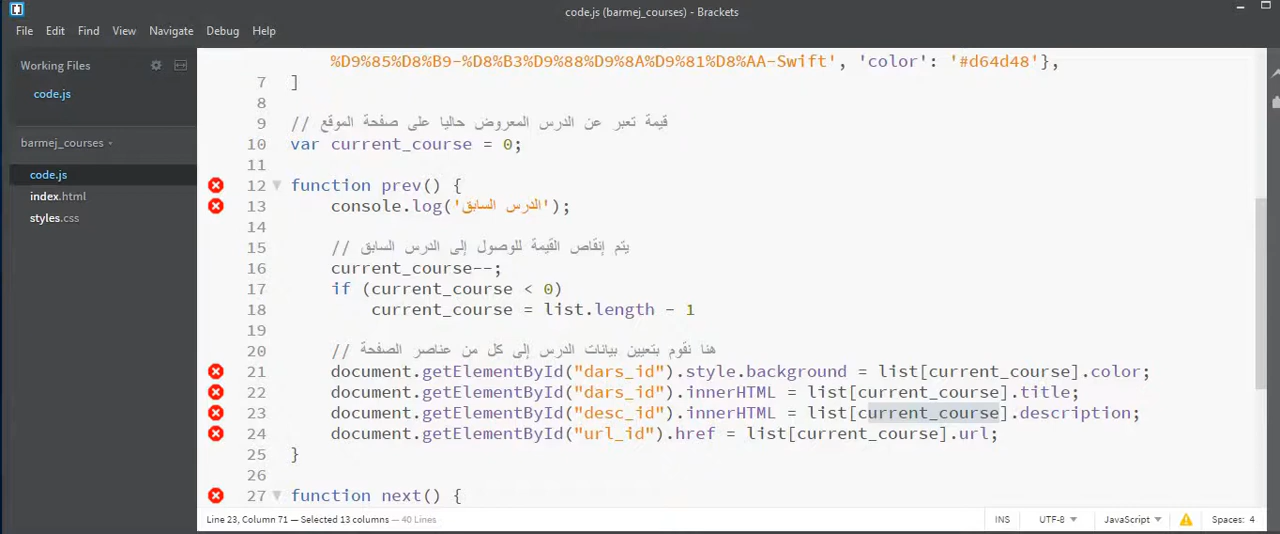 code.js (barmej_courses) - Brackets
File Edit Find View Navigate Debug Help
Working Files
code.js
barmej_courses
code.js
index.html
styles.css
%D9%85%D8%B9-%D8%B3%D9%88%D9%8A%D9%81%D8%AA-Swift', 'color': '#d64d48'},
7 ]
8
9 // قيمة تعبر عن الدرس المعروض حاليا على صفحة الموقع
10 var current_course = 0;
11
12 function prev() {
13 console.log('الدرس السابق');
14
15 // يتم إنقاص القيمة للوصول إلى الدرس السابق
16 current_course--;
17 if (current_course < 0)
18 current_course = list.length - 1
19
20 // هنا نقوم بتعيين بيانات الدرس إلى كل من عناصر الصفحة
21 document.getElementById("dars_id").style.background = list[current_course].color;
22 document.getElementById("dars_id").innerHTML = list[current_course].title;
23 document.getElementById("desc_id").innerHTML = list[current_course].description;
24 document.getElementById("url_id").href = list[current_course].url;
25 }
26
27 function next() {
Line 23, Column 71 — Selected 13 columns — 40 Lines INS UTF-8 JavaScript Spaces: 4